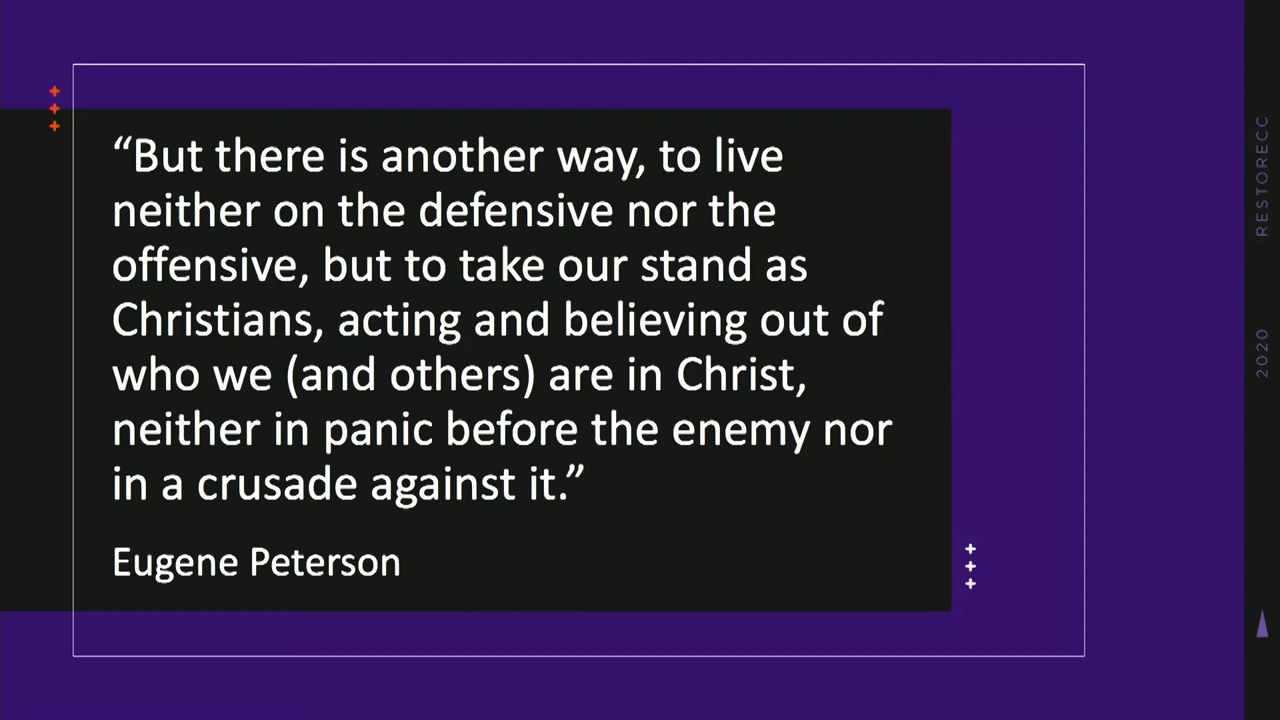 “But there is another way, to live
neither on the defensive nor the
offensive, but to take our stand as
Christians, acting and believing out of
who we (and others) are in Christ,
neither in panic before the enemy nor
in a crusade against it.”
Eugene Peterson
RESTORECC
2020